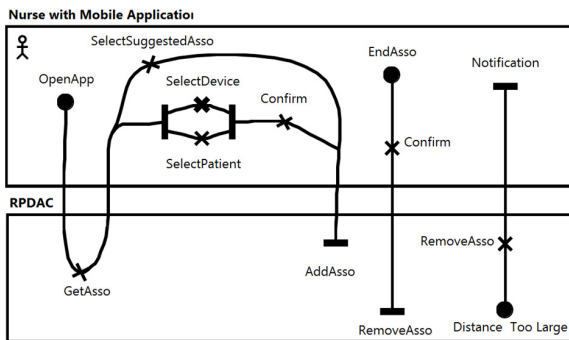 Nurse with Mobile Application
SelectSuggestedAsso
EndAsso
OpenApp
SelectDevice
Notification
Confirm
Confirm
SelectPatient
RPDAC
RemoveAsso
AddAsso
GetAsso
RemoveAsso
Distance Too Large